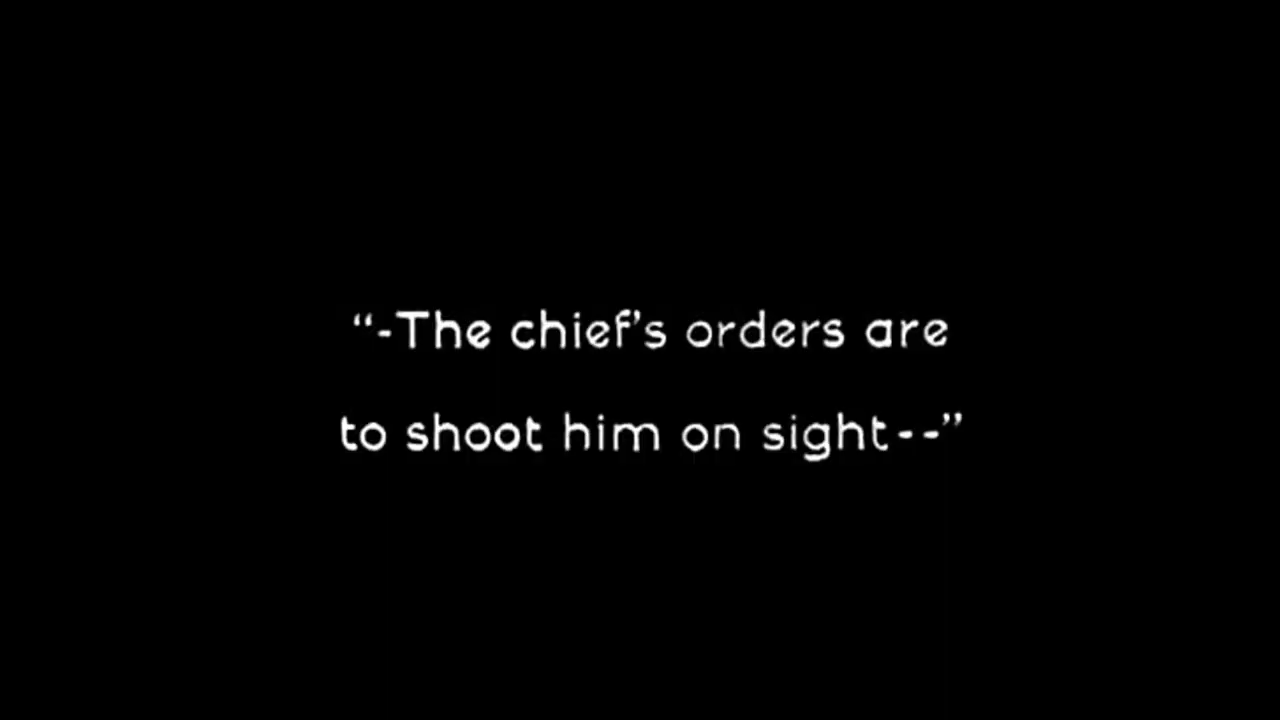 “-The chief’s orders are
to shoot him on sight--”